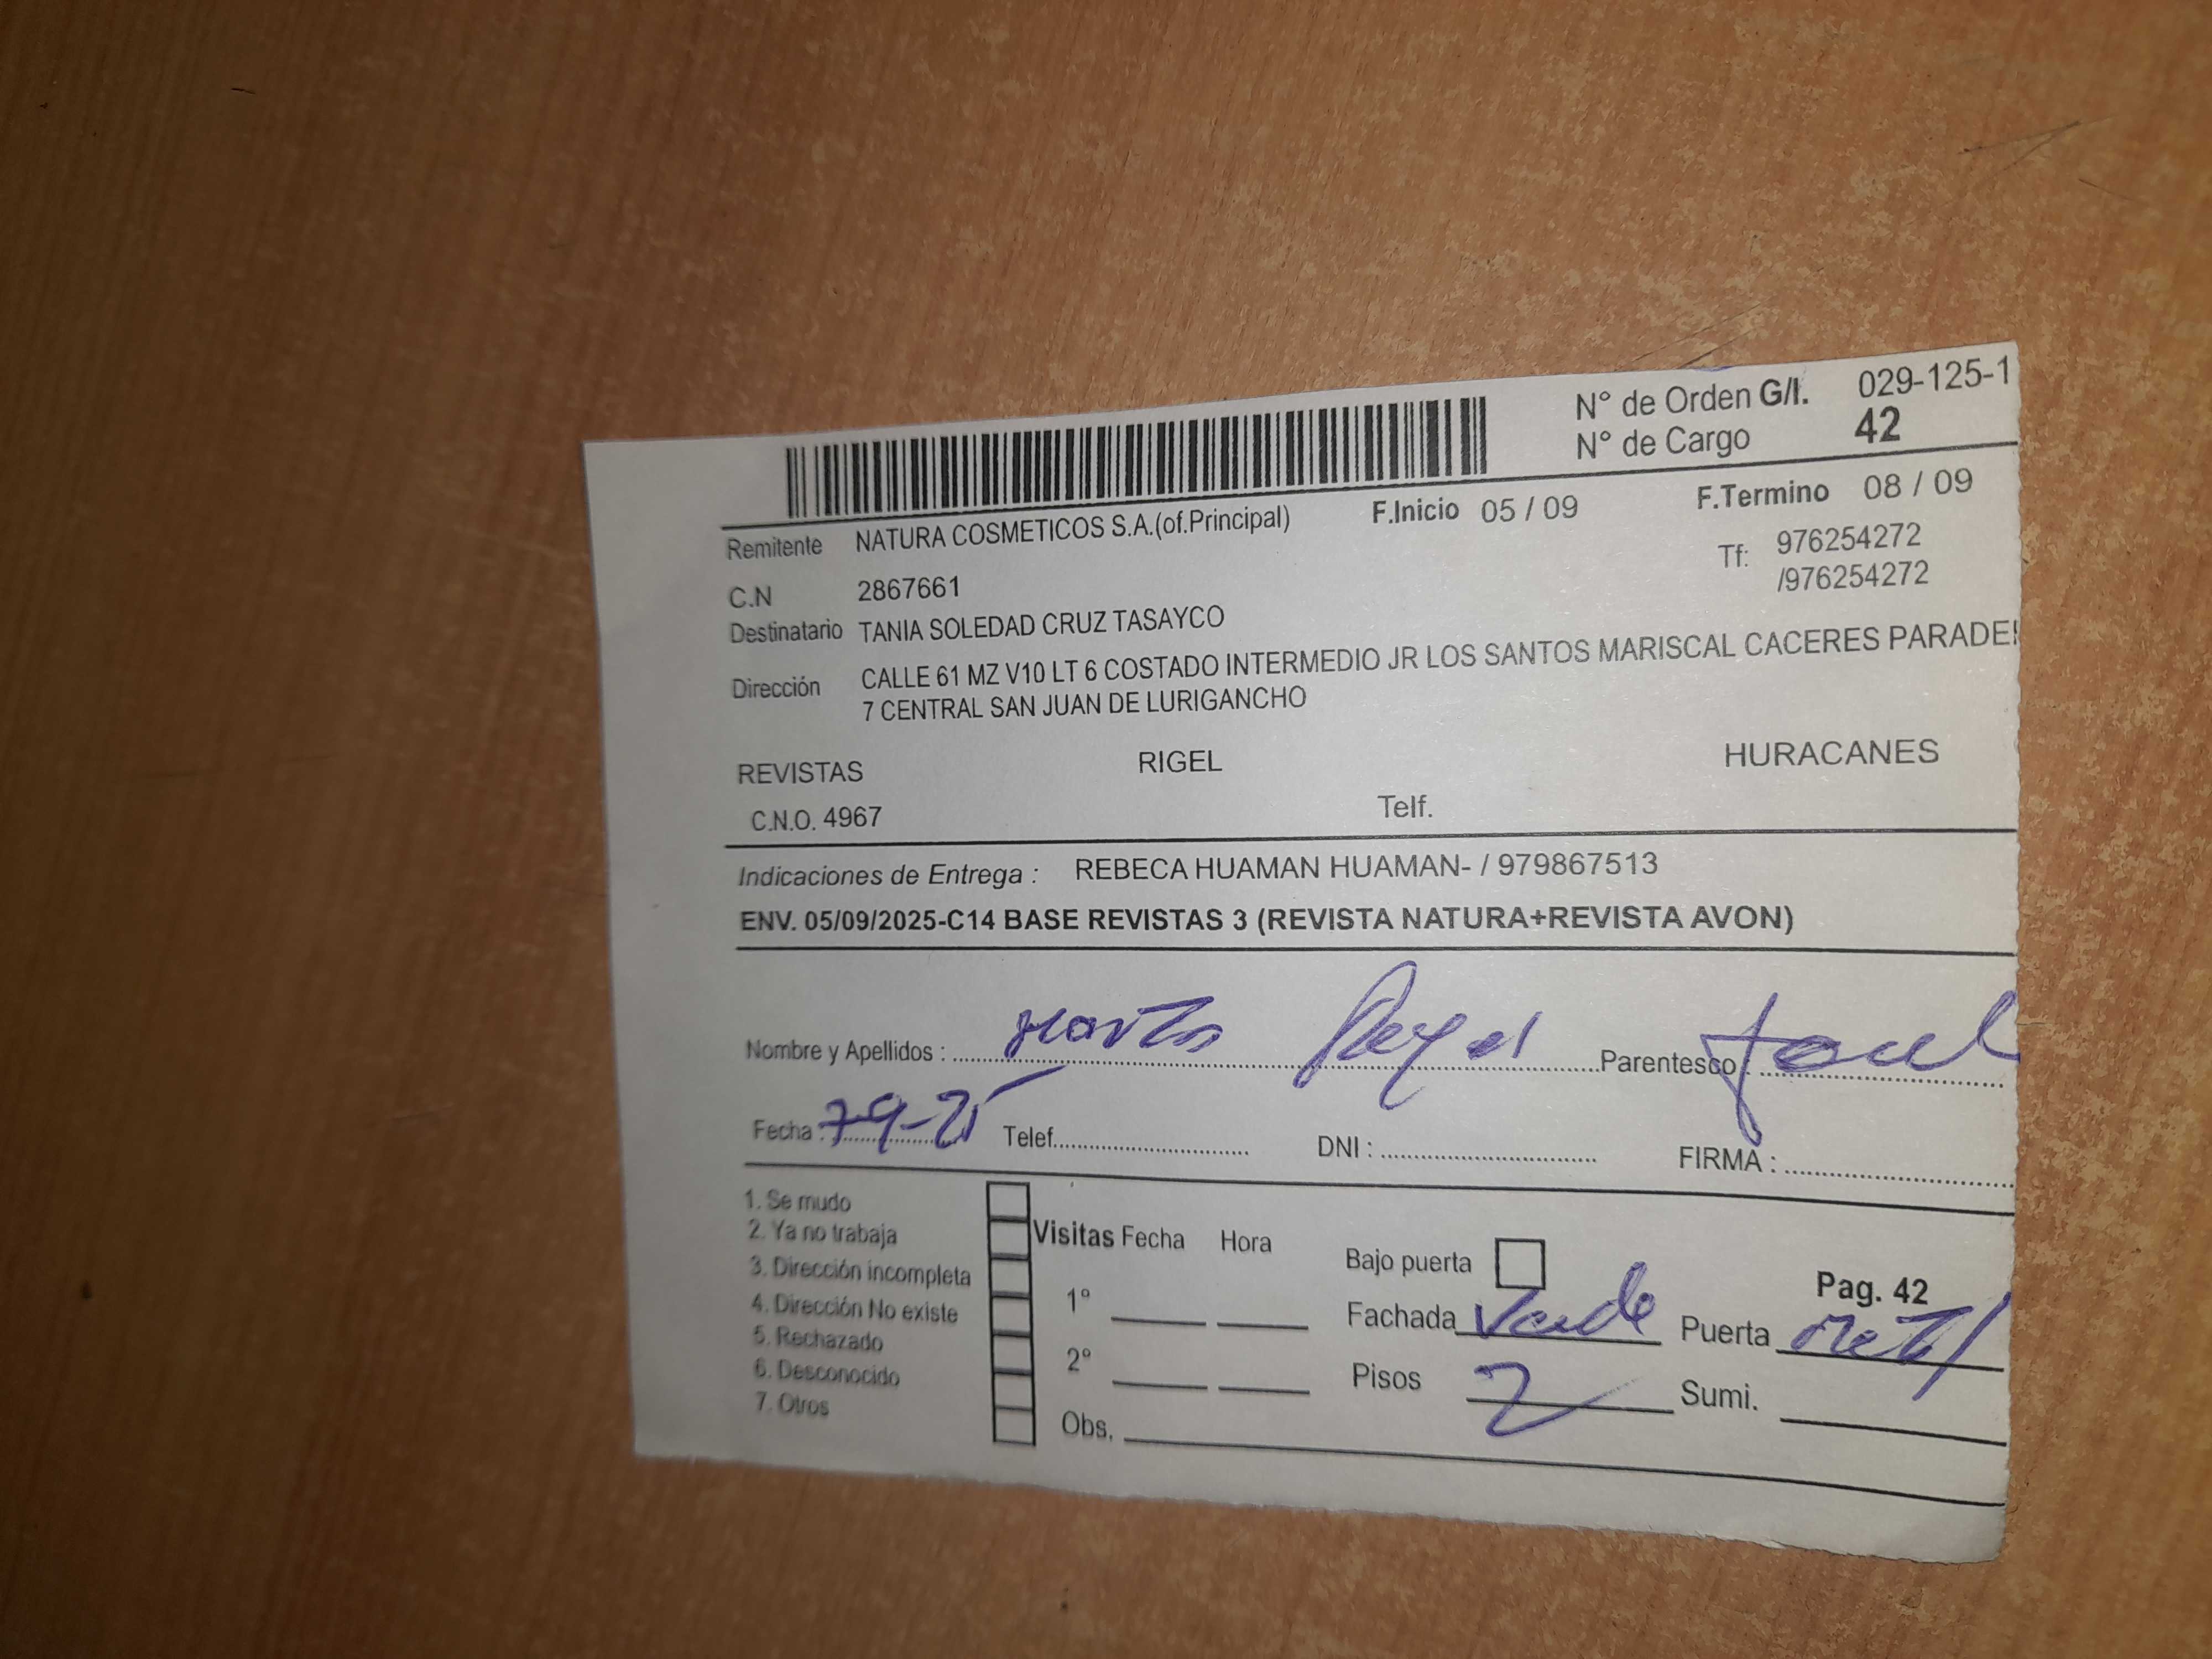 N° de Orden G/I. 029-125-1
N° de Cargo 42
F.Inicio 05 / 09 F.Termino 08 / 09
Remitente NATURA COSMETICOS S.A.(of.Principal)
Tf: 976254272
/976254272
C.N 2867661
Destinatario TANIA SOLEDAD CRUZ TASAYCO
Dirección CALLE 61 MZ V10 LT 6 COSTADO INTERMEDIO JR LOS SANTOS MARISCAL CACERES
7 CENTRAL SAN JUAN DE LURIGANCHO
REVISTAS RIGEL HURACANES
C.N.O. 4967 Telf.
Indicaciones de Entrega : REBECA HUAMAN HUAMAN- / 979867513
ENV. 05/09/2025-C14 BASE REVISTAS 3 (REVISTA NATURA+REVISTA AVON)
Nombre y Apellidos : Parentesco :
Fecha : 7-9-25 Telef. DNI : FIRMA :
1. Se mudo
2. Ya no trabaja
3. Dirección incompleta
4. Dirección No existe
5. Rechazado
6. Desconocido
7. Otros
Visitas Fecha Hora
1°
2°
Obs.
Bajo puerta
Pag. 42
Fachada Verde Puerta Metal
Pisos 2 Sumi.